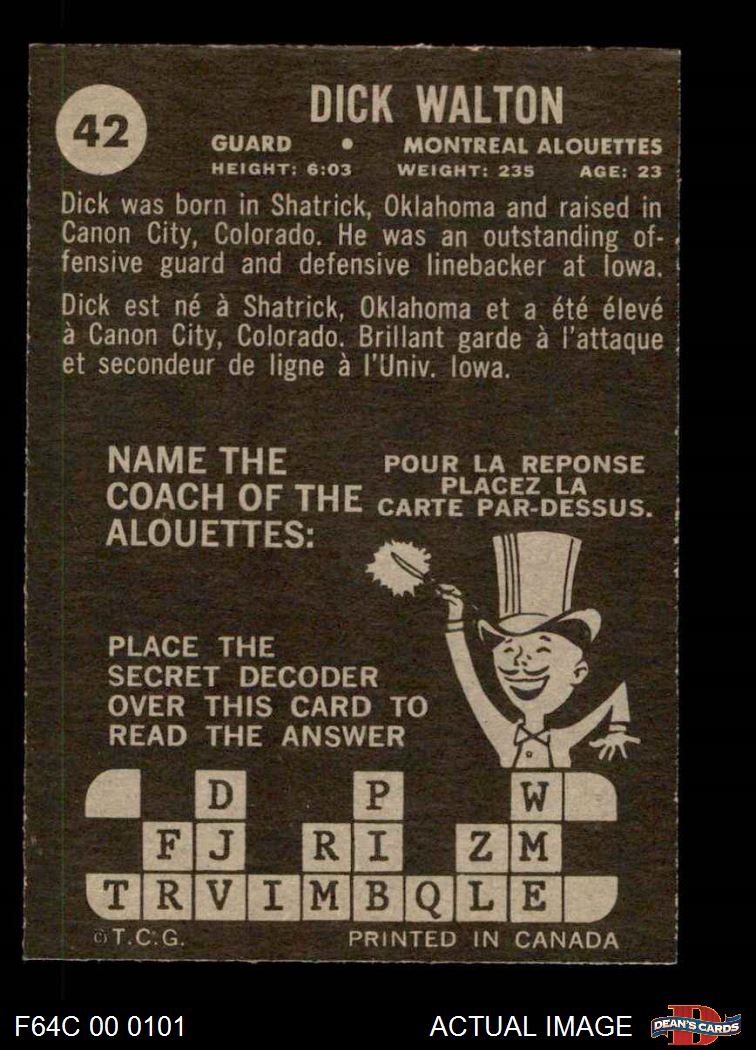 42
DICK WALTON
GUARD • MONTREAL ALOUETTES
HEIGHT: 6:03 WEIGHT: 235 AGE: 23
Dick was born in Shatrick, Oklahoma and raised in
Canon City, Colorado. He was an outstanding of-
fensive guard and defensive linebacker at Iowa.
Dick est né à Shatrick, Oklahoma et a été élevé
à Canon City, Colorado. Brillant garde à l'attaque
et secondeur de ligne à l'Univ. Iowa.
NAME THE
COACH OF THE
ALOUETTES:
POUR LA REPONSE
PLACEZ LA
CARTE PAR-DESSUS.
PLACE THE
SECRET DECODER
OVER THIS CARD TO
READ THE ANSWER
D P W
F J R I Z M
T R V I M B Q L E
© T.C.G. PRINTED IN CANADA
F64C 00 0101 ACTUAL IMAGE
D
DEAN'S CARDS